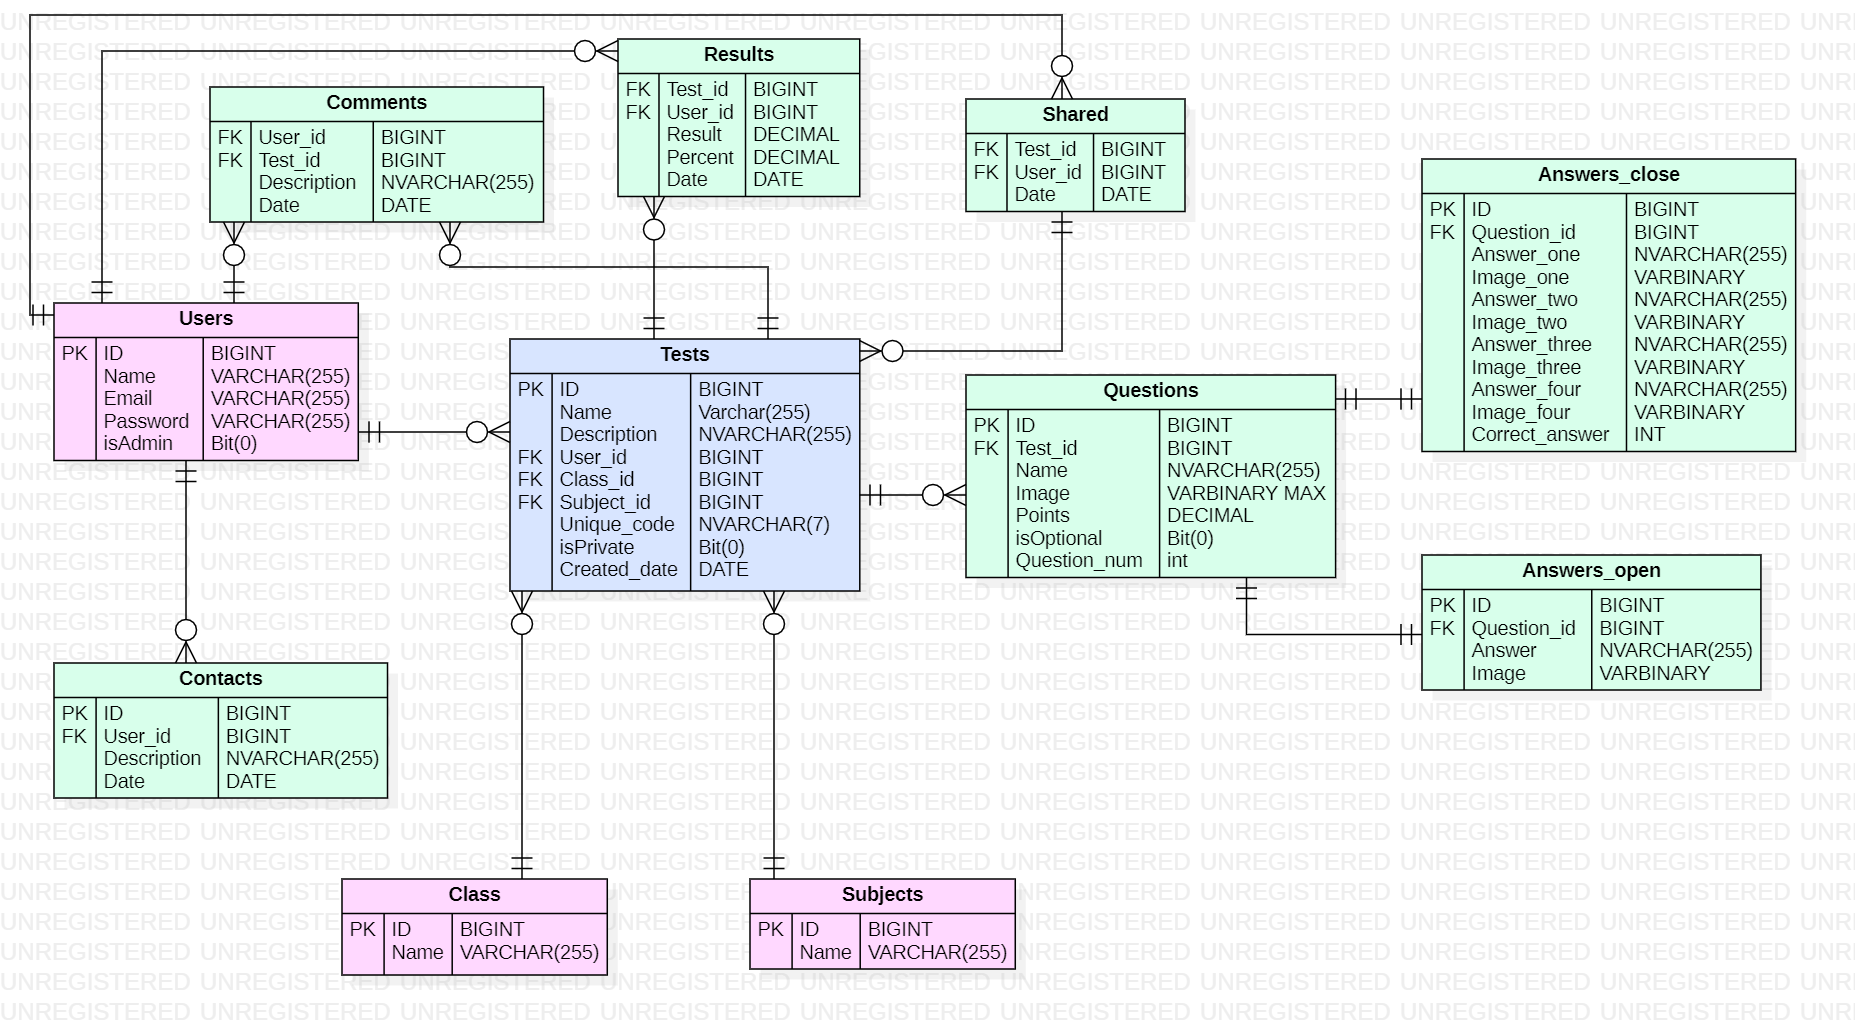 Results
FK Test_id BIGINT
FK User_id BIGINT
Result DECIMAL
Percent DECIMAL
Date DATE
Comments
FK User_id BIGINT
FK Test_id BIGINT
Description NVARCHAR(255)
Date DATE
Shared
FK Test_id BIGINT
FK User_id BIGINT
Date DATE
Answers_close
PK ID BIGINT
FK Question_id BIGINT
Answer_one NVARCHAR(255)
Image_one VARBINARY
Answer_two NVARCHAR(255)
Image_two VARBINARY
Answer_three NVARCHAR(255)
Image_three VARBINARY
Answer_four NVARCHAR(255)
Image_four VARBINARY
Correct_answer INT
Users
PK ID BIGINT
Name VARCHAR(255)
Email VARCHAR(255)
Password VARCHAR(255)
isAdmin Bit(0)
Tests
PK ID BIGINT
Name Varchar(255)
Description NVARCHAR(255)
FK User_id BIGINT
FK Class_id BIGINT
FK Subject_id BIGINT
Unique_code NVARCHAR(7)
isPrivate Bit(0)
Created_date DATE
Questions
PK ID BIGINT
FK Test_id BIGINT
Name NVARCHAR(255)
Image VARBINARY MAX
Points DECIMAL
isOptional Bit(0)
Question_num int
Answers_open
PK ID BIGINT
FK Question_id BIGINT
Answer NVARCHAR(255)
Image VARBINARY
Contacts
PK ID BIGINT
FK User_id BIGINT
Description NVARCHAR(255)
Date DATE
Class
PK ID BIGINT
Name VARCHAR(255)
Subjects
PK ID BIGINT
Name VARCHAR(255)
UNREGISTERED